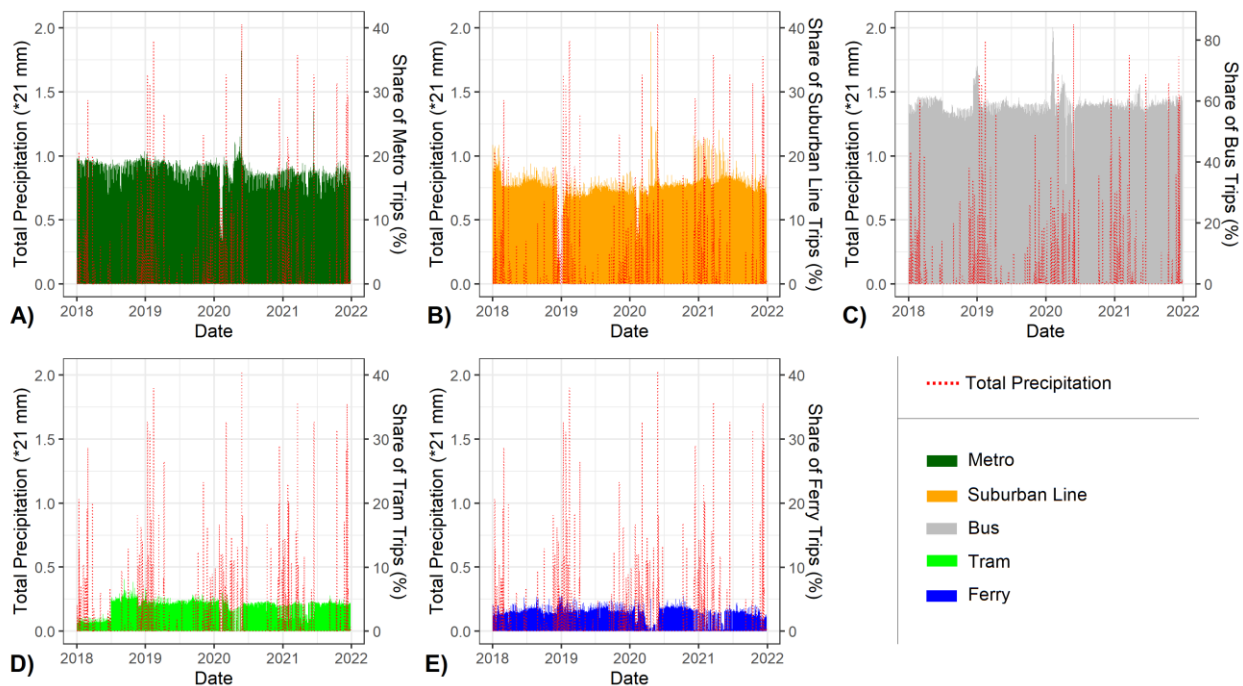 Total Precipitation (*21 mm)
2.0
1.5
1.0
0.5
0.0
40
30
20
10
0
Share of Metro Trips (%)
2018 2019 2020 2021 2022
Date
A)
Total Precipitation (*21 mm)
2.0
1.5
1.0
0.5
0.0
40
30
20
10
0
Share of Suburban Line Trips (%)
2018 2019 2020 2021 2022
Date
B)
Total Precipitation (*21 mm)
2.0
1.5
1.0
0.5
0.0
80
60
40
20
0
Share of Bus Trips (%)
2018 2019 2020 2021 2022
Date
C)
Total Precipitation (*21 mm)
2.0
1.5
1.0
0.5
0.0
40
30
20
10
0
Share of Tram Trips (%)
2018 2019 2020 2021 2022
Date
D)
Total Precipitation (*21 mm)
2.0
1.5
1.0
0.5
0.0
40
30
20
10
0
Share of Ferry Trips (%)
2018 2019 2020 2021 2022
Date
E)
Total Precipitation
Metro
Suburban Line
Bus
Tram
Ferry